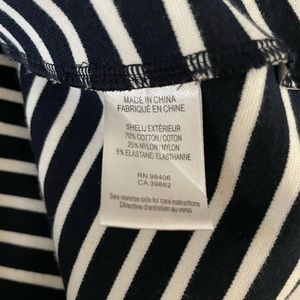 MADE IN CHINA
FABRIQUÉ EN CHINE
SHELL/ EXTÉRIEUR
70% COTTON/ COTON
25% NYLON/ NYLON
5% ELASTANE/ ELASTHANNE
RN 98406
CA 39882
See reverse side for care instructions
Directive d'entretien au verso.